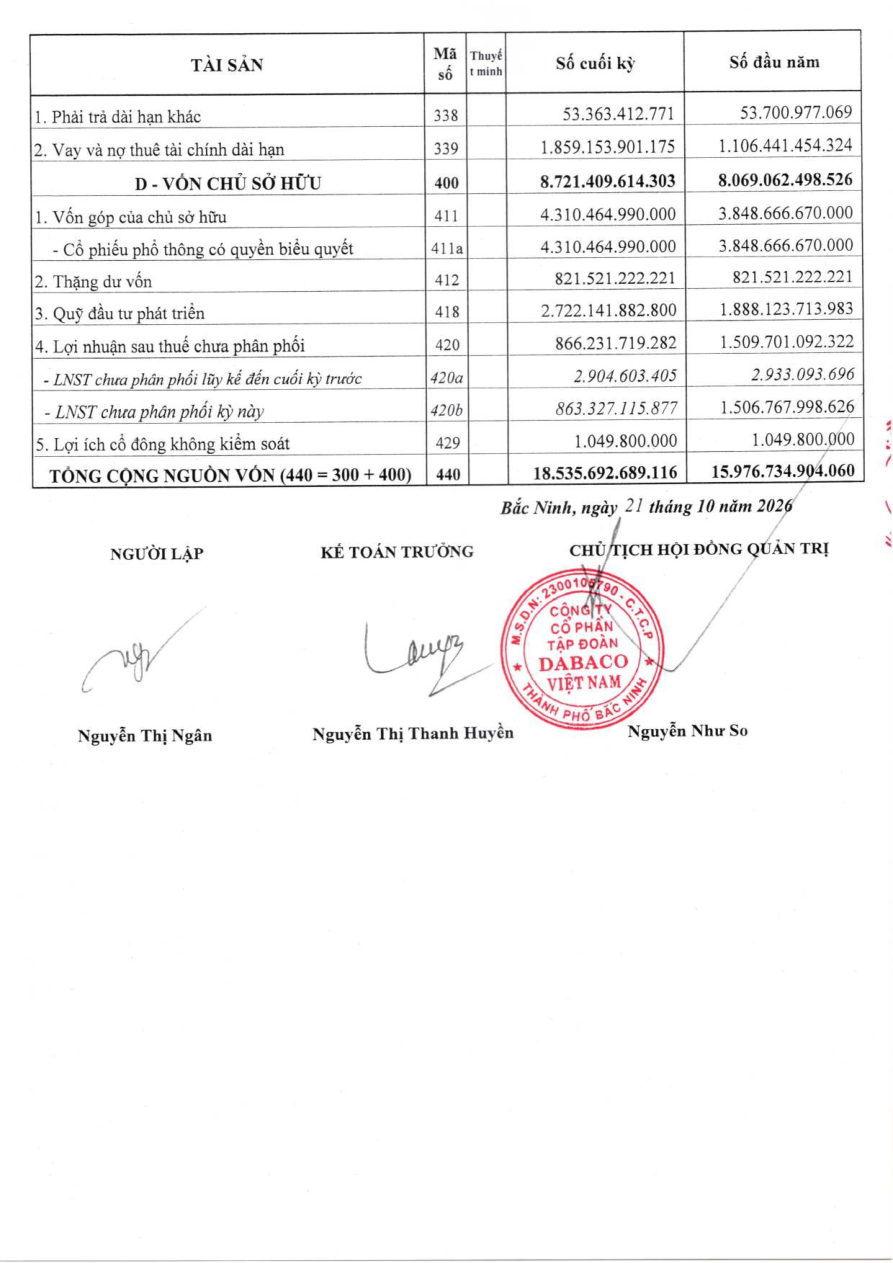 TÀI SẢN Mã số Thuyết minh Số cuối kỳ Số đầu năm
1. Phải trả dài hạn khác 338 53.363.412.771 53.700.977.069
2. Vay và nợ thuê tài chính dài hạn 339 1.859.153.901.175 1.106.441.454.324
D - VỐN CHỦ SỞ HỮU 400 8.721.409.614.303 8.069.062.498.526
1. Vốn góp của chủ sở hữu 411 4.310.464.990.000 3.848.666.670.000
- Cổ phiếu phổ thông có quyền biểu quyết 411a 4.310.464.990.000 3.848.666.670.000
2. Thặng dư vốn 412 821.521.222.221 821.521.222.221
3. Quỹ đầu tư phát triển 418 2.722.141.882.800 1.888.123.713.983
4. Lợi nhuận sau thuế chưa phân phối 420 866.231.719.282 1.509.701.092.322
- LNST chưa phân phối lũy kế đến cuối kỳ trước 420a 2.904.603.405 2.933.093.696
- LNST chưa phân phối kỳ này 420b 863.327.115.877 1.506.767.998.626
5. Lợi ích cổ đông không kiểm soát 429 1.049.800.000 1.049.800.000
TỔNG CỘNG NGUỒN VỐN (440 = 300 + 400) 440 18.535.692.689.116 15.976.734.904.060
Bắc Ninh, ngày 21 tháng 10 năm 2026
NGƯỜI LẬP KẾ TOÁN TRƯỞNG CHỦ TỊCH HỘI ĐỒNG QUẢN TRỊ
M.S.D.N: 2300105790 - C.T.C.P
CÔNG TY
CỔ PHẦN
TẬP ĐOÀN
DABACO
VIỆT NAM
THÀNH PHỐ BẮC NINH
Nguyễn Thị Ngân Nguyễn Thị Thanh Huyền Nguyễn Như So